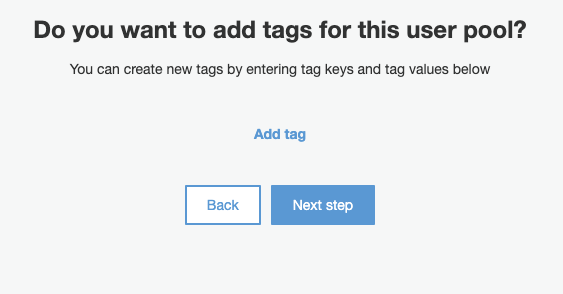 Do you want to add tags for this user pool?
You can create new tags by entering tag keys and tag values below
Add tag
Back
Next step